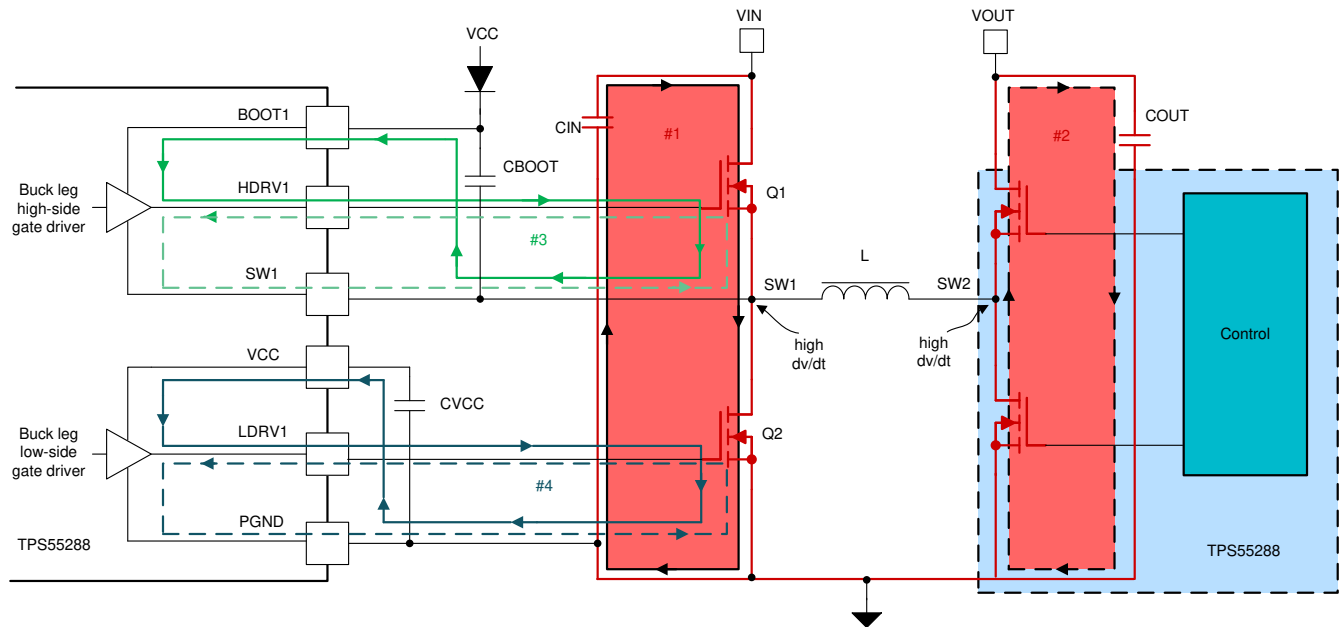 VIN
VOUT
VCC
BOOT1
CIN
#1
#2
COUT
CBOOT
Buck leg
high-side
gate driver
HDRV1
Q1
#3
SW1
L
SW1
SW2
high
dv/dt
high
dv/dt
Control
VCC
CVCC
Buck leg
low-side
gate driver
LDRV1
Q2
#4
PGND
TPS55288
TPS55288